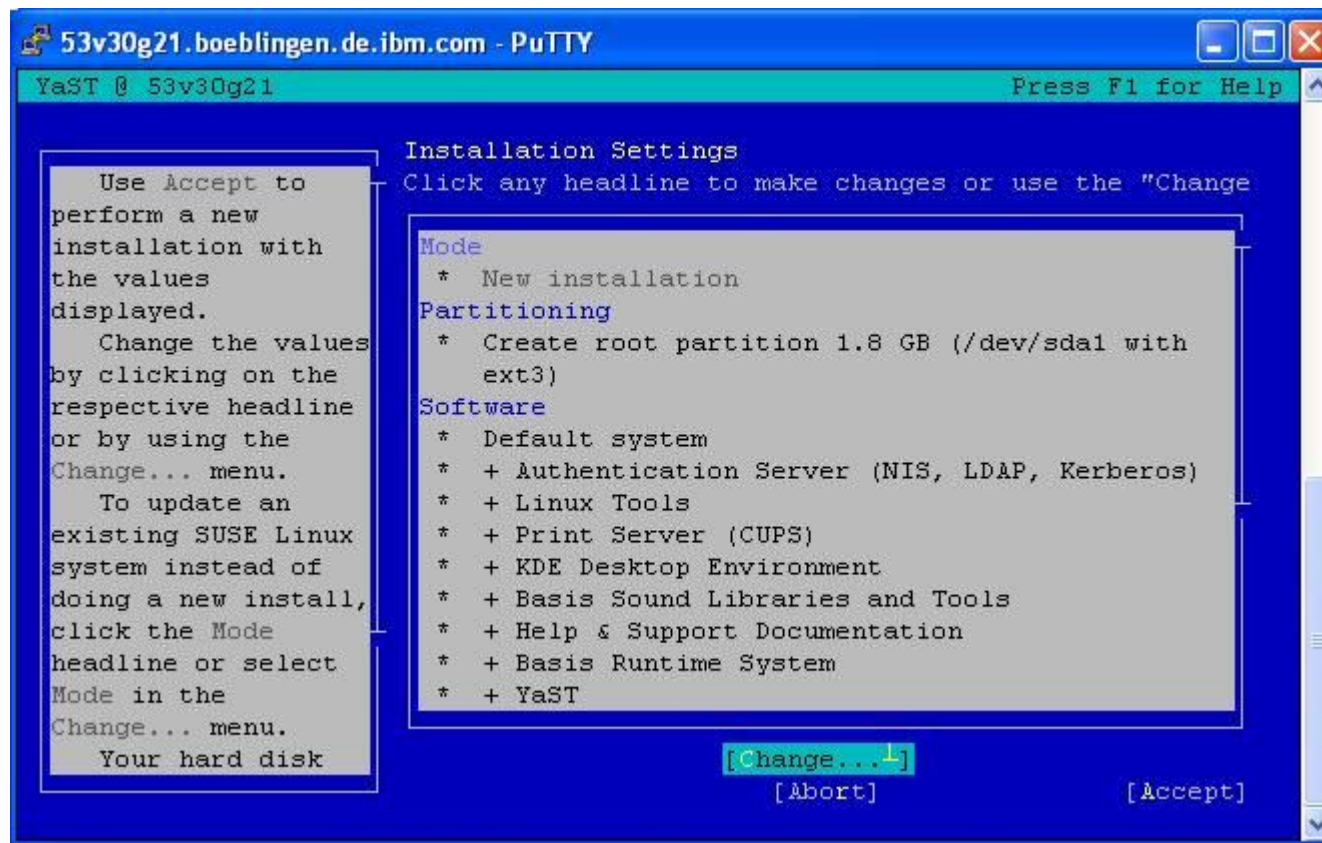 53v30g21.boeblingen.de.ibm.com - PuTTY
YaST @ 53v30g21 Press F1 for Help
Use Accept to
perform a new
installation with
the values
displayed.
Change the values
by clicking on the
respective headline
or by using the
Change... menu.
To update an
existing SUSE Linux
system instead of
doing a new install,
click the Mode
headline or select
Mode in the
Change... menu.
Your hard disk
Installation Settings
Click any headline to make changes or use the "Change
Mode
* New installation
Partitioning
* Create root partition 1.8 GB (/dev/sda1 with
ext3)
Software
* Default system
* + Authentication Server (NIS, LDAP, Kerberos)
* + Linux Tools
* + Print Server (CUPS)
* + KDE Desktop Environment
* + Basis Sound Libraries and Tools
* + Help & Support Documentation
* + Basis Runtime System
* + YaST
[Change...]
[Abort] [Accept]